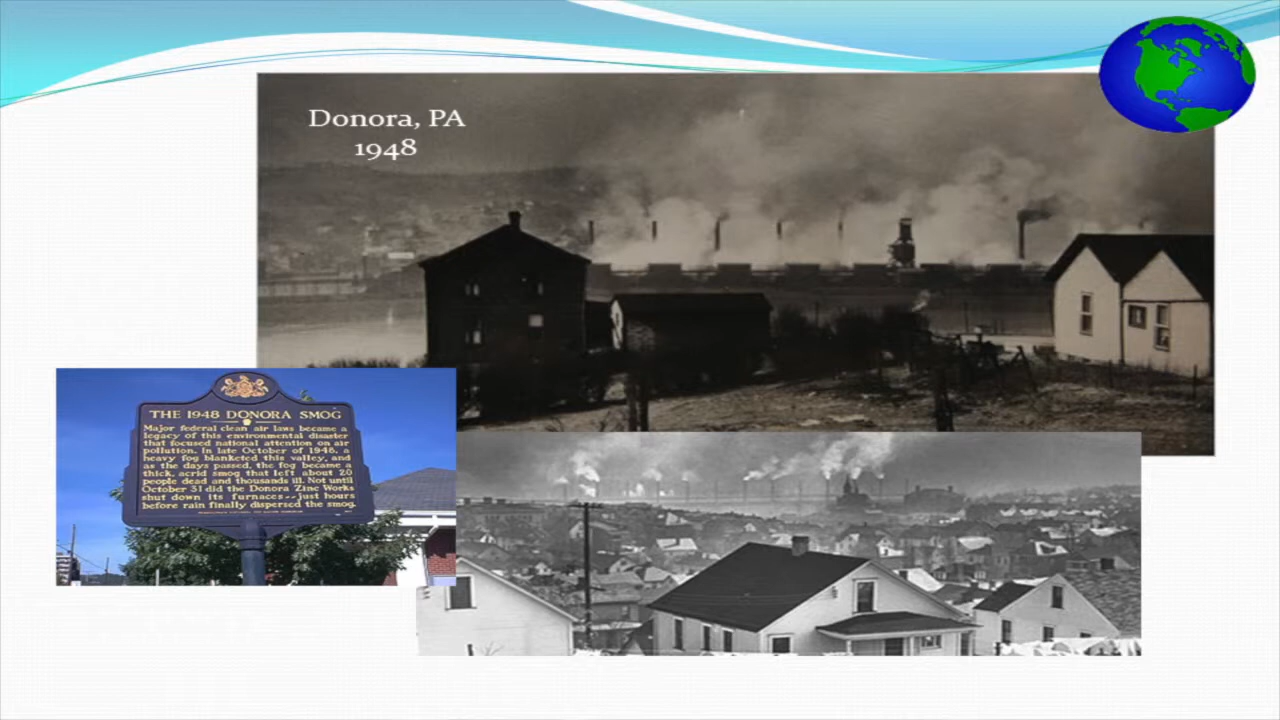 Donora, PA
1948
THE 1948 DONORA SMOG
Major federal clean air laws became a
legacy of this environmental disaster
that focused national attention on air
pollution. In late October of 1948, a
heavy fog blanketed this valley, and
as the days passed, the fog became a
thick, acrid smog that left about 20
people dead and thousands ill. Not until
October 31 did the Donora Zinc Works
shut down its furnaces--just hours
before rain finally dispersed the smog.